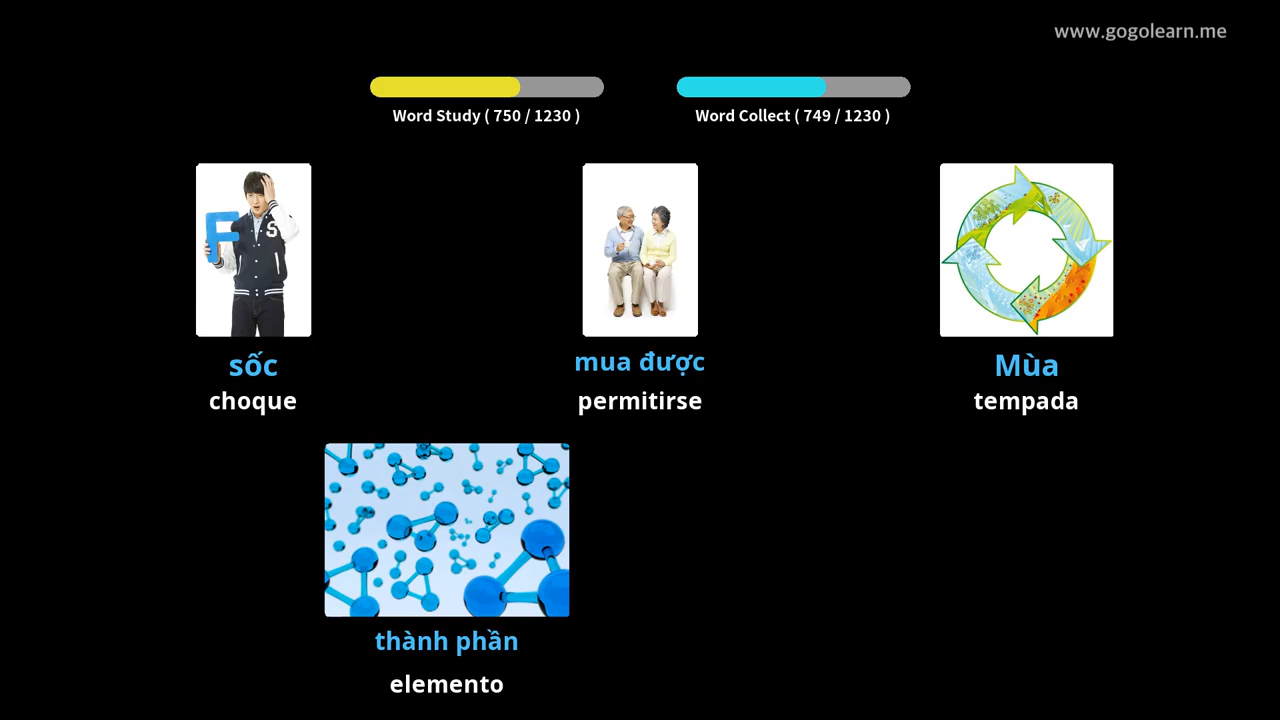 www.gogolearn.me
Word Study ( 750 / 1230 )
Word Collect ( 749 / 1230 )
F
S
sốc
choque
mua được
permitirse
Mùa
tempada
thành phần
elemento